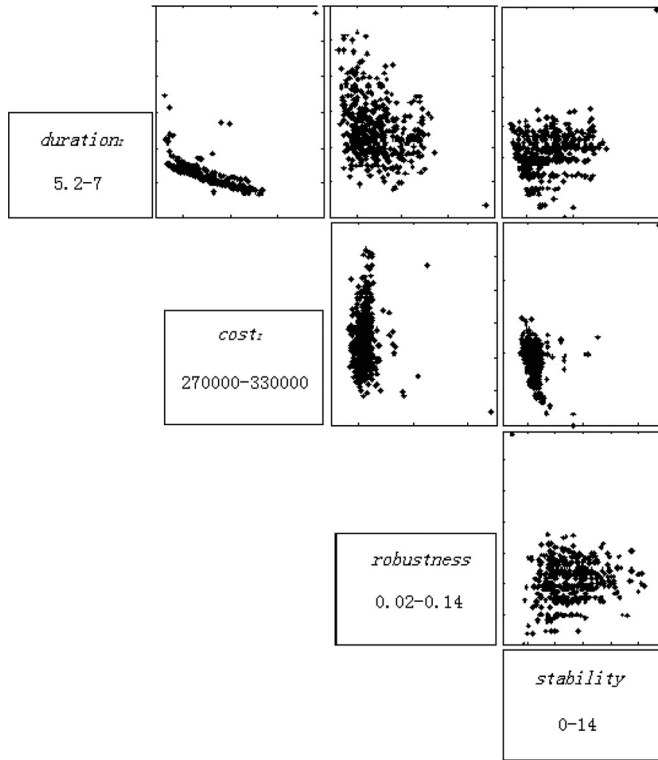 duration:
5.2-7
cost:
270000-330000
robustness
0.02-0.14
stability
0-14